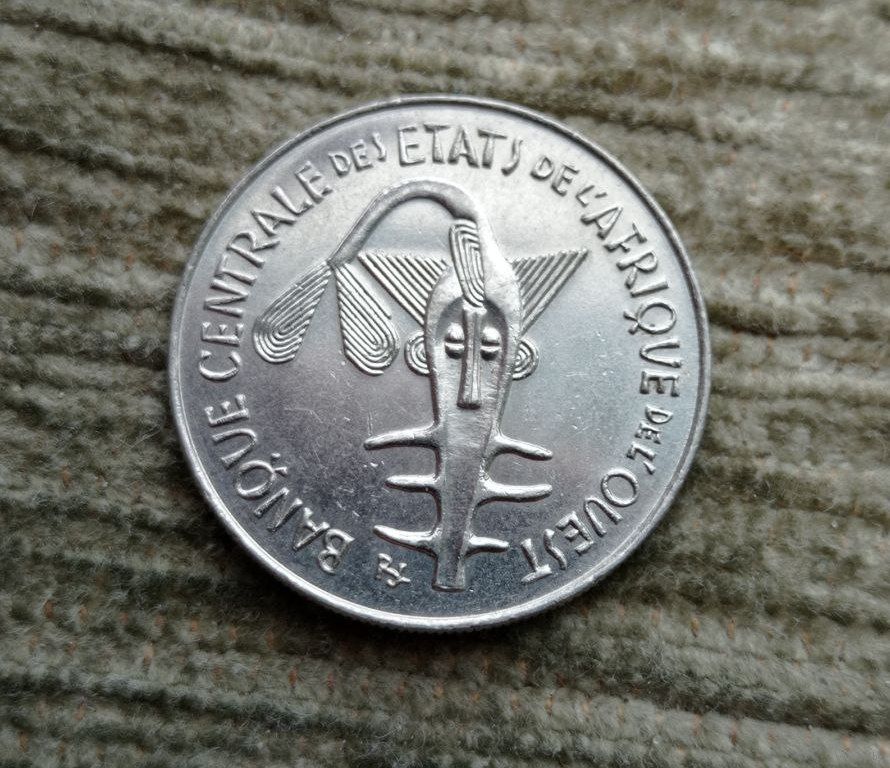 BANQUE CENTRALE DES ETATS DE L'AFRIQUE DE L'OUEST